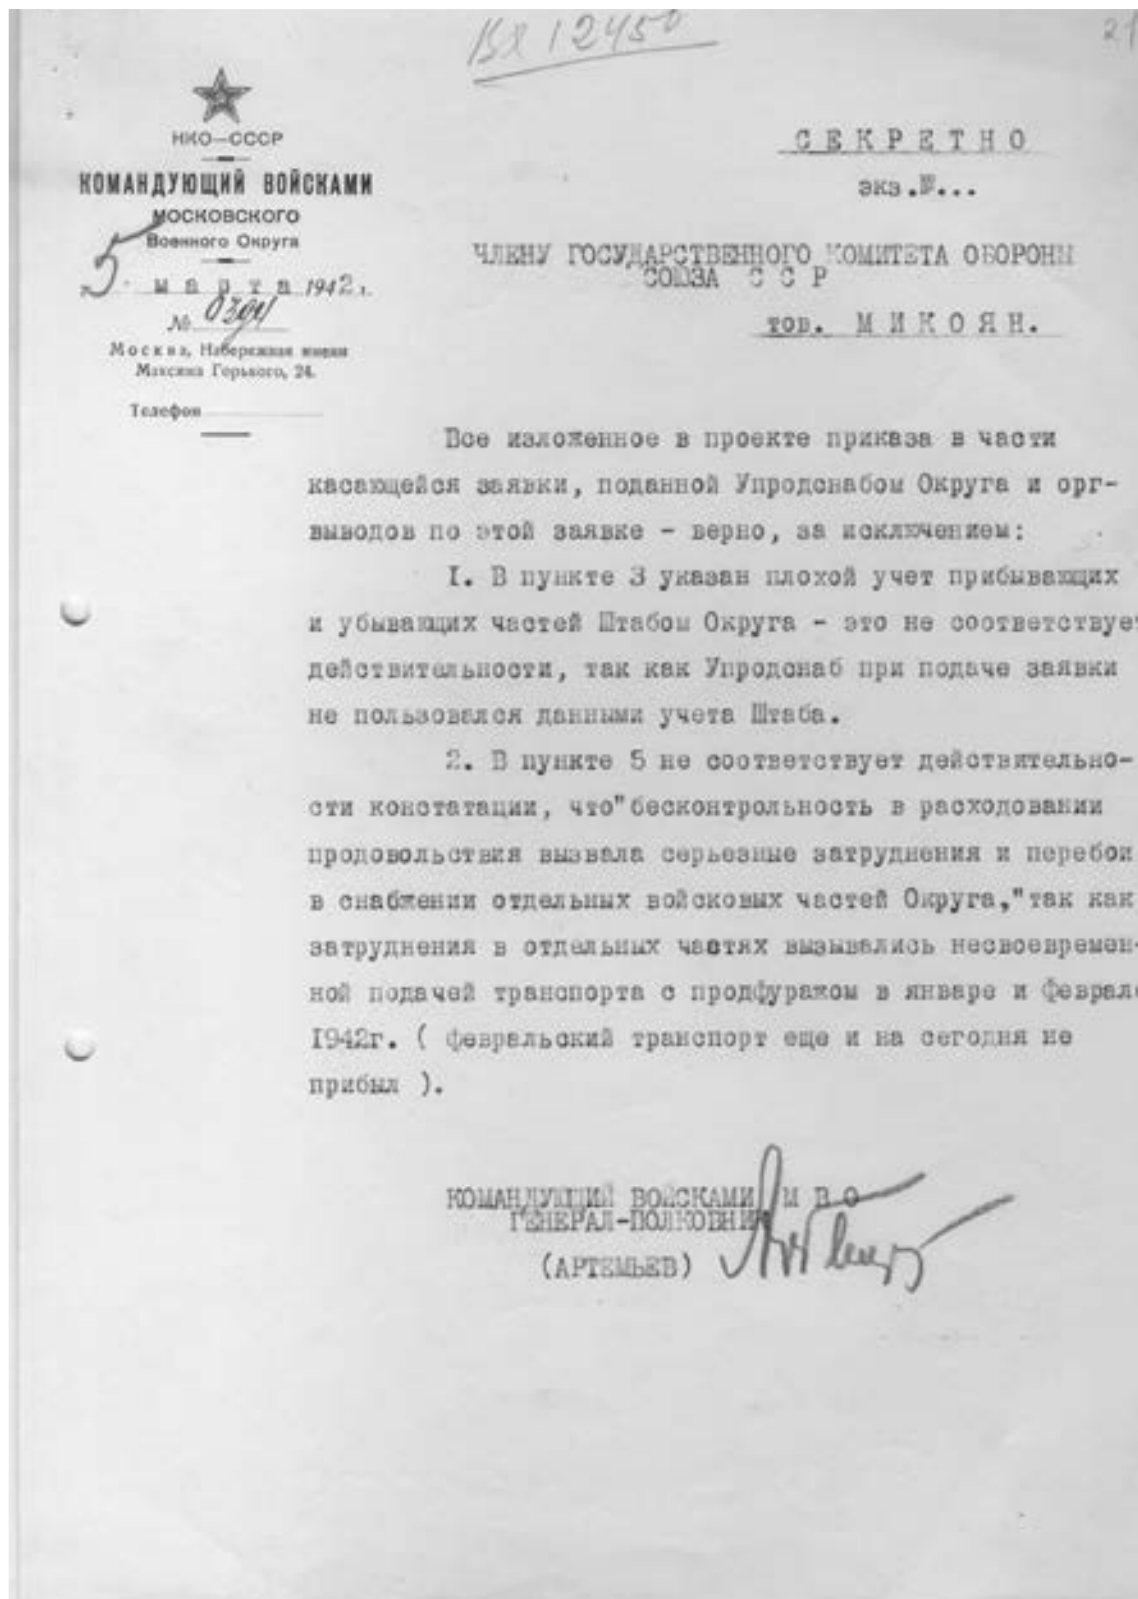 Вх 12450
21
НКО—СССР
КОМАНДУЮЩИЙ ВОЙСКАМИ
МОСКОВСКОГО
Военного Округа
5. марта 1942 г.
№ 0394
Москва, Набережная имени
Максима Горького, 24.
Телефон
СЕКРЕТНО
экз.№...
ЧЛЕНУ ГОСУДАРСТВЕННОГО КОМИТЕТА ОБОРОНЫ
СОЮЗА С С Р
тов. МИКОЯН.
Все изложенное в проекте приказа в части
касающейся заявки, поданной Упродснабом Округа и орг-
выводов по этой заявке - верно, за исключением:
1. В пункте 3 указан плохой учет прибывающих
и убывающих частей Штабом Округа - это не соответствует
действительности, так как Упродснаб при подаче заявки
не пользовался данными учета Штаба.
2. В пункте 5 не соответствует действительно-
сти констатации, что"бесконтрольность в расходовании
продовольствия вызвала серьезные затруднения и перебои
в снабжении отдельных войсковых частей Округа,"так как
затруднения в отдельных частях вызывались несвоевремен-
ной подачей транспорта с продфуражом в январе и феврале
1942г. ( февральский транспорт еще и на сегодня не
прибыл ).
КОМАНДУЮЩИЙ ВОЙСКАМИ М В О
ГЕНЕРАЛ-ПОЛКОВНИК
(АРТЕМЬЕВ)